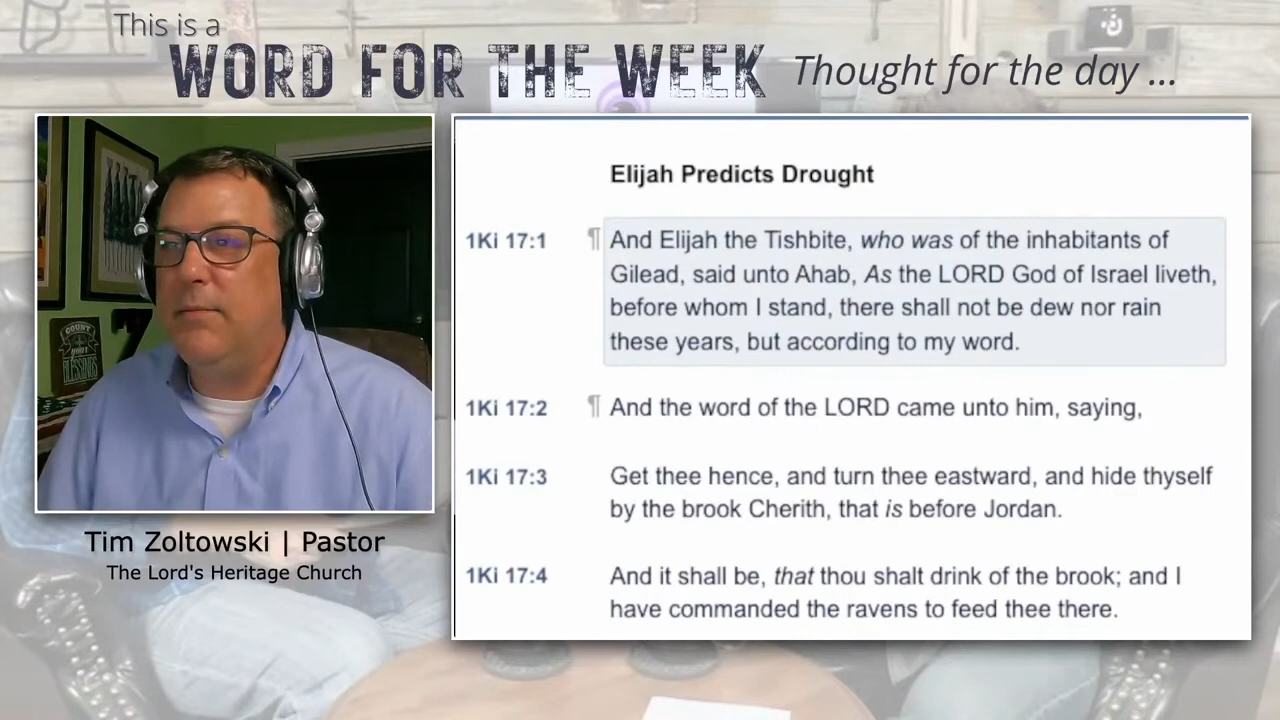 This is a
WORD FOR THE WEEK Thought for the day ...
COUNT
your
BLESSINGS
Tim Zoltowski | Pastor
The Lord's Heritage Church
Elijah Predicts Drought
1Ki 17:1 ¶ And Elijah the Tishbite, who was of the inhabitants of
Gilead, said unto Ahab, As the LORD God of Israel liveth,
before whom I stand, there shall not be dew nor rain
these years, but according to my word.
1Ki 17:2 ¶ And the word of the LORD came unto him, saying,
1Ki 17:3 Get thee hence, and turn thee eastward, and hide thyself
by the brook Cherith, that is before Jordan.
1Ki 17:4 And it shall be, that thou shalt drink of the brook; and I
have commanded the ravens to feed thee there.